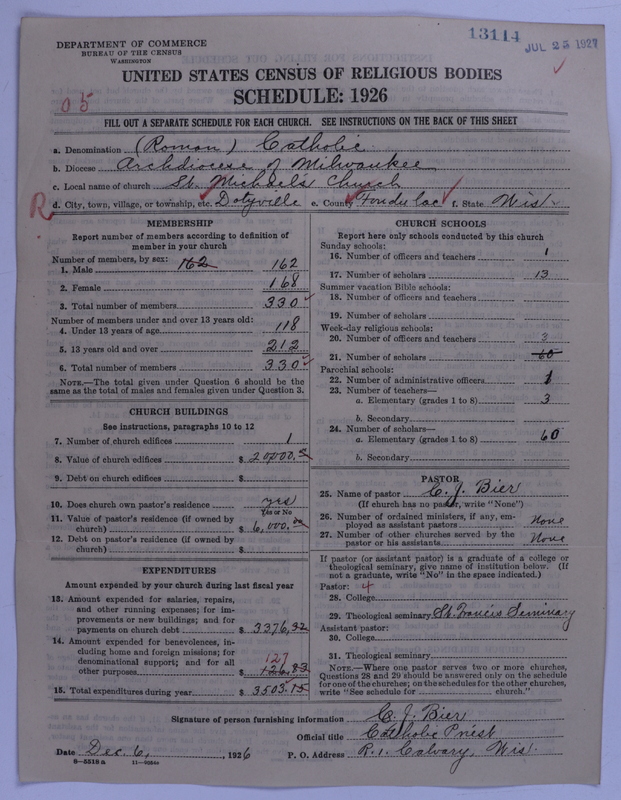 13114
JUL 25 1927
DEPARTMENT OF COMMERCE
BUREAU OF THE CENSUS
WASHINGTON
UNITED STATES CENSUS OF RELIGIOUS BODIES
SCHEDULE: 1926
05
FILL OUT A SEPARATE SCHEDULE FOR EACH CHURCH. SEE INSTRUCTIONS ON THE BACK OF THIS SHEET
a. Denomination (Roman) Catholic
b. Diocese Archdiocese of Milwaukee
c. Local name of church St. Michael's Church
R d. City, town, village, or township, etc. Dotyville e. County Fondulac f. State Wis.
MEMBERSHIP
Report number of members according to definition of
member in your church
Number of members, by sex:
1. Male 162 162
2. Female 168
3. Total number of members 330
Number of members under and over 13 years old:
4. Under 13 years of age 118
5. 13 years old and over 212
6. Total number of members 330
NOTE.—The total given under Question 6 should be the
same as the total of males and females given under Question 3.
CHURCH BUILDINGS
See instructions, paragraphs 10 to 12
7. Number of church edifices 1
8. Value of church edifices $ 20,000.
9. Debt on church edifices $
10. Does church own pastor's residence yes
Yes or No
11. Value of pastor's residence (if owned by
church) $ 6,000.00
12. Debt on pastor's residence (if owned by
church) $
EXPENDITURES
Amount expended by your church during last fiscal year
13. Amount expended for salaries, repairs,
and other running expenses; for im-
provements or new buildings; and for
payments on church debt $ 3376,32
14. Amount expended for benevolences, in-
cluding home and foreign missions; for
denominational support; and for all
other purposes $ 127 126,83
15. Total expenditures during year $ 3503.15
CHURCH SCHOOLS
Report here only schools conducted by this church
Sunday schools:
16. Number of officers and teachers 1
17. Number of scholars 13
Summer vacation Bible schools:
18. Number of officers and teachers
19. Number of scholars
Week-day religious schools:
20. Number of officers and teachers 3
21. Number of scholars 60
Parochial schools:
22. Number of administrative officers 1
23. Number of teachers—
a. Elementary (grades 1 to 8) 3
b. Secondary
24. Number of scholars—
a. Elementary (grades 1 to 8) 60
b. Secondary
PASTOR
25. Name of pastor C. J. Bier
(If church has no pastor, write "None")
26. Number of ordained ministers, if any, em-
ployed as assistant pastors None
27. Number of other churches served by the
pastor or his assistants None
If pastor (or assistant pastor) is a graduate of a college or
theological seminary, give name of institution below. (If
not a graduate, write "No" in the space indicated.)
Pastor: 4
28. College
29. Theological seminary St. Francis Seminary
Assistant pastor:
30. College
31. Theological seminary
NOTE.—Where one pastor serves two or more churches,
Questions 28 and 29 should be answered only on the schedule
for one of the churches; on the schedules for the other churches,
write "See schedule for church."
Signature of person furnishing information C. J. Bier
Official title Catholic Priest
Date Dec. 6, 1926 P. O. Address R. 1. Calvary, Wis.
8—5518 a 11—9554a